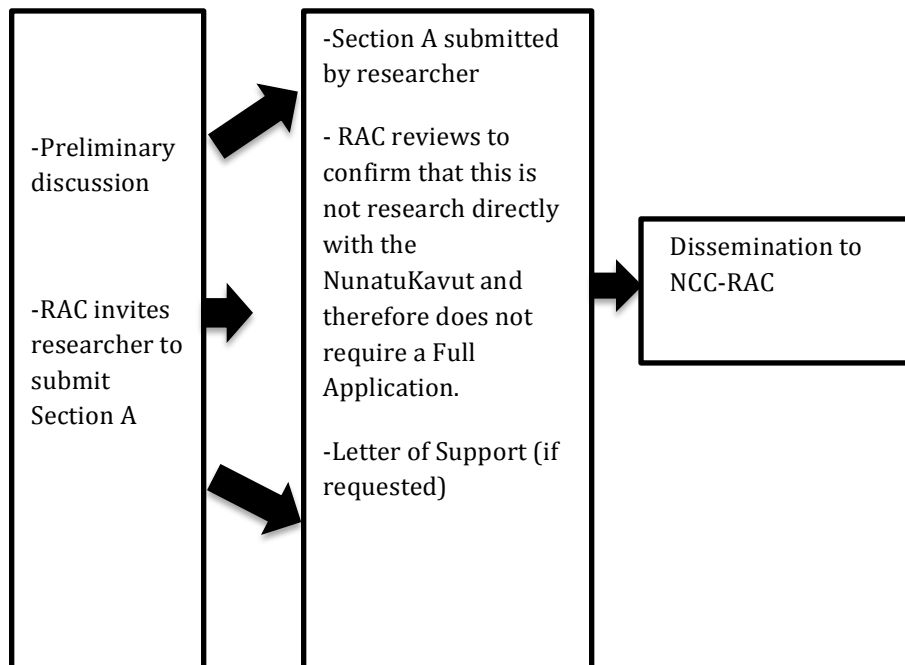 -Preliminary
discussion
-RAC invites
researcher to
submit
Section A
-Section A submitted
by researcher
- RAC reviews to
confirm that this is
not research directly
with the
NunatuKavut and
therefore does not
require a Full
Application.
-Letter of Support (if
requested)
Dissemination to
NCC-RAC